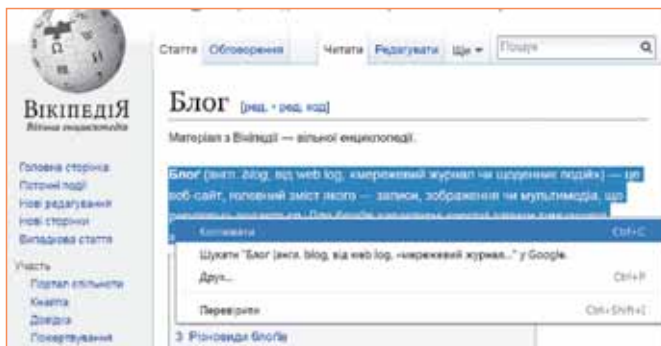 Стаття Обговорення Читати Редагувати Ще Пошук
ВІКІПЕДІЯ
Вільна енциклопедія
Блог [ред. • ред. код]
Матеріал з Вікіпедії — вільної енциклопедії.
Головна сторінка
Поточні події
Нові редагування
Нові сторінки
Випадкова стаття
Участь
Портал спільноти
Кнайпа
Довідка
Пожертвування
Блог (англ. blog, від web log, «мережевий журнал чи щоденник подій») — це
веб-сайт, головний зміст якого — записи, зображення чи мультимедіа, що
Копіювати Ctrl+C
Шукати "Блог (англ. blog, від web log, «мережевий журнал..." у Google.
Друк... Ctrl+P
Перевірити Ctrl+Shift+I
3 Різновиди блогів